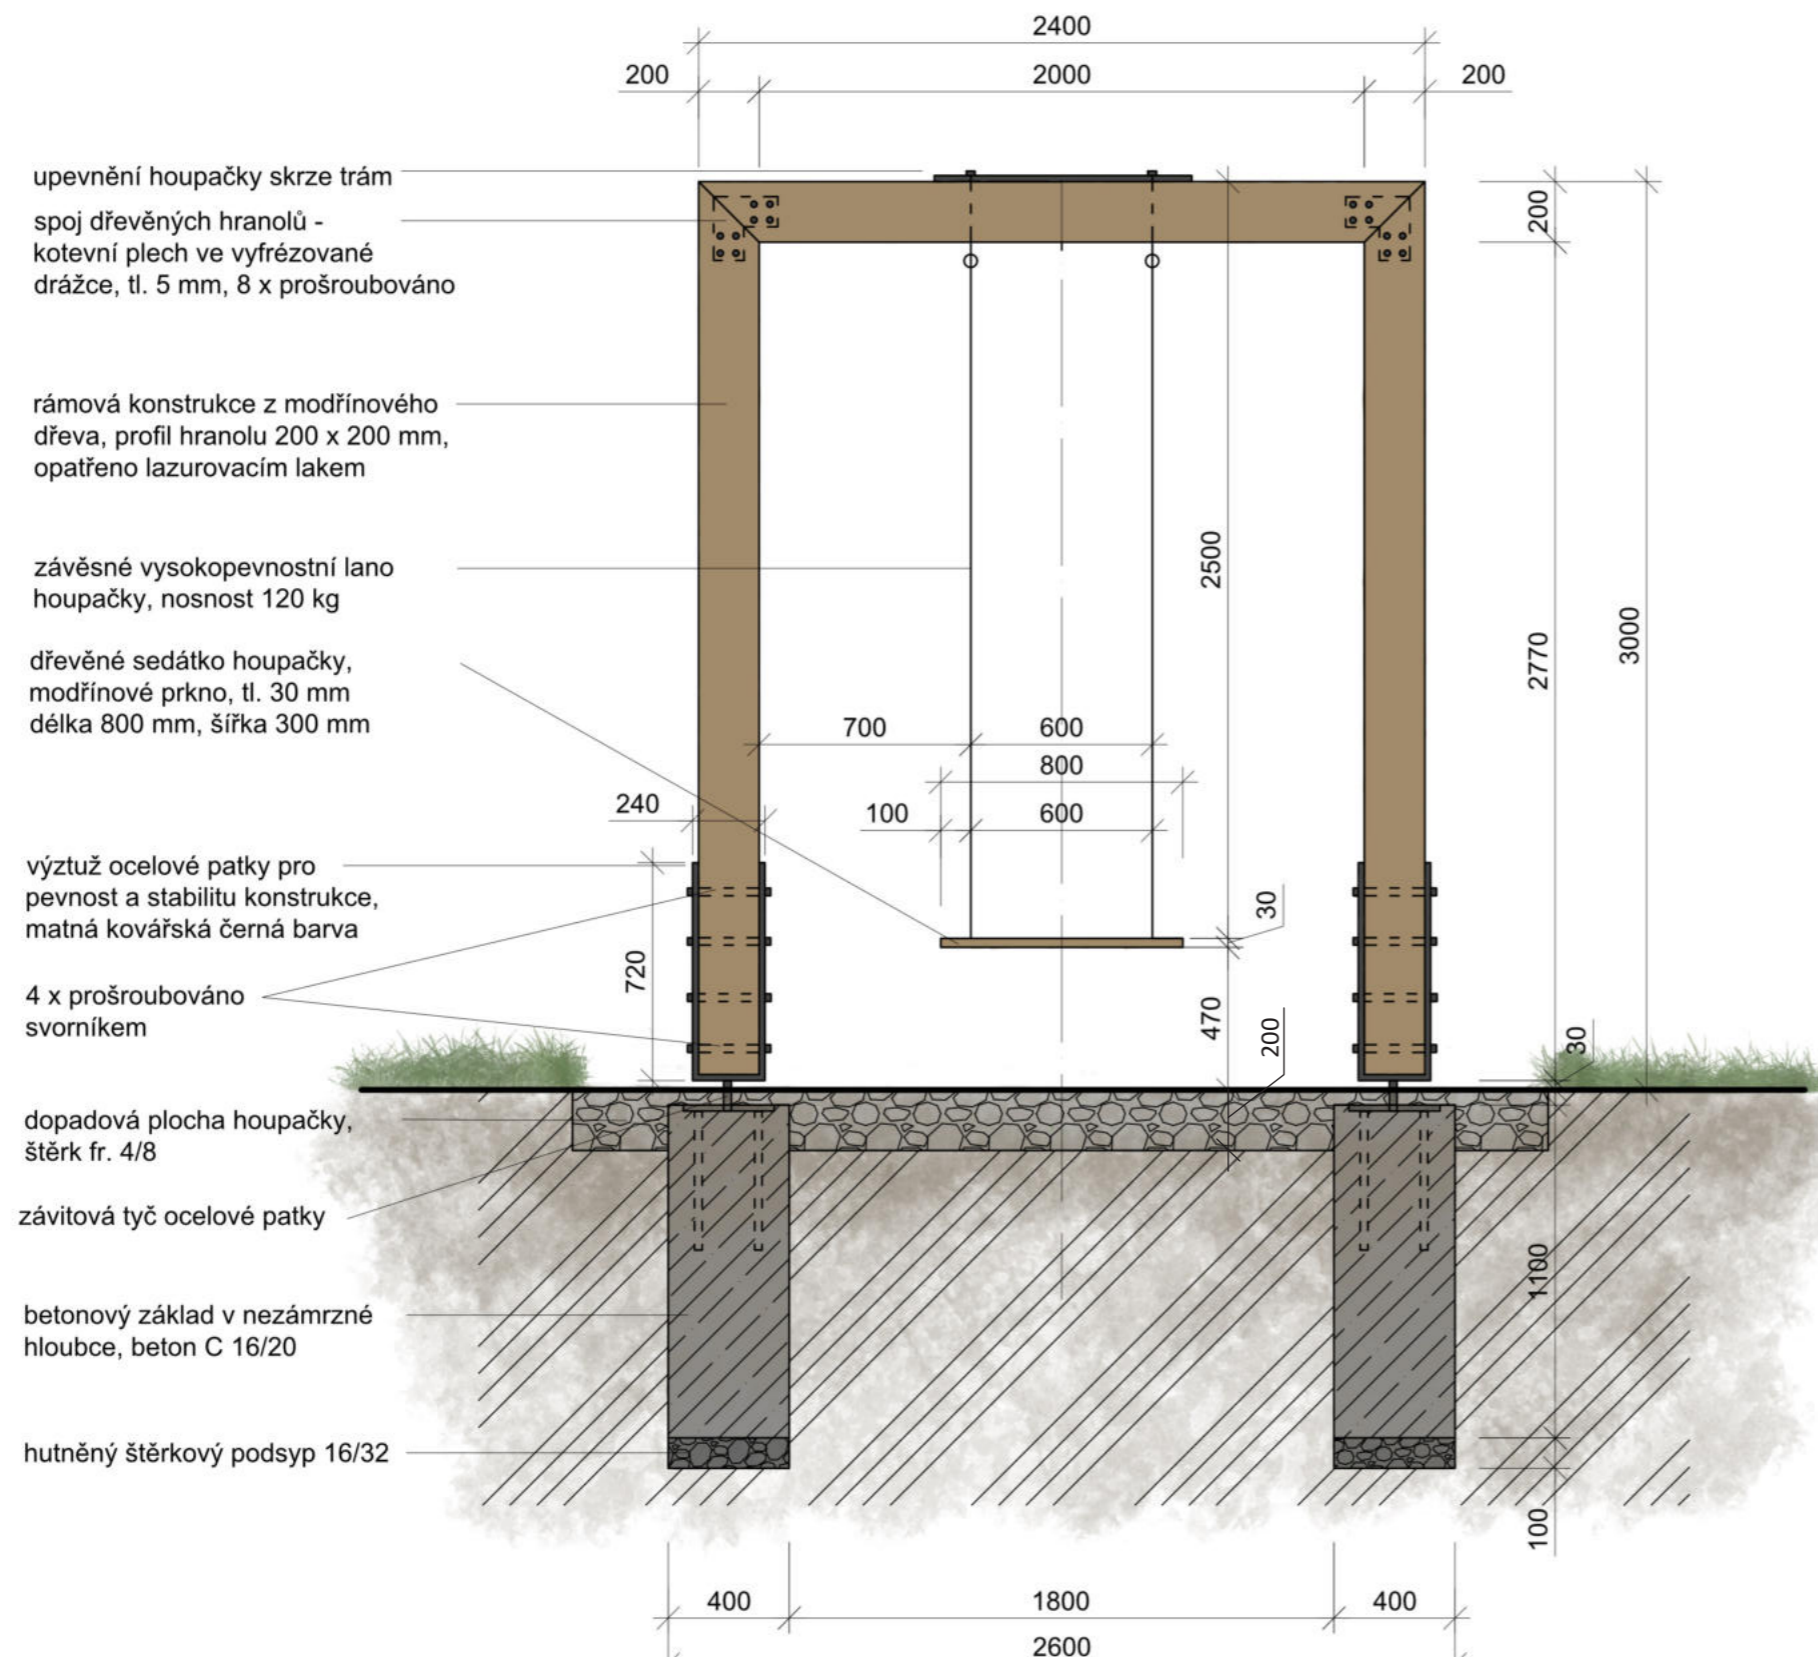 2400
200
2000
200
upevnění houpačky skrze trám
spoj dřevěných hranolů -
kotevní plech ve vyfrézované
drážce, tl. 5 mm, 8 x prošroubováno
200
rámová konstrukce z modřínového
dřeva, profil hranolu 200 x 200 mm,
opatřeno lazurovacím lakem
závěsné vysokopevnostní lano
houpačky, nosnost 120 kg
2500
2770
3000
dřevěné sedátko houpačky,
modřínové prkno, tl. 30 mm
délka 800 mm, šířka 300 mm
700
600
800
240
100
600
výztuž ocelové patky pro
pevnost a stabilitu konstrukce,
matná kovářská černá barva
30
720
4 x prošroubováno
svorníkem
470
200
30
dopadová plocha houpačky,
štěrk fr. 4/8
závitová tyč ocelové patky
1100
betonový základ v nezámrzné
hloubce, beton C 16/20
hutněný štěrkový podsyp 16/32
100
400
1800
400
2600